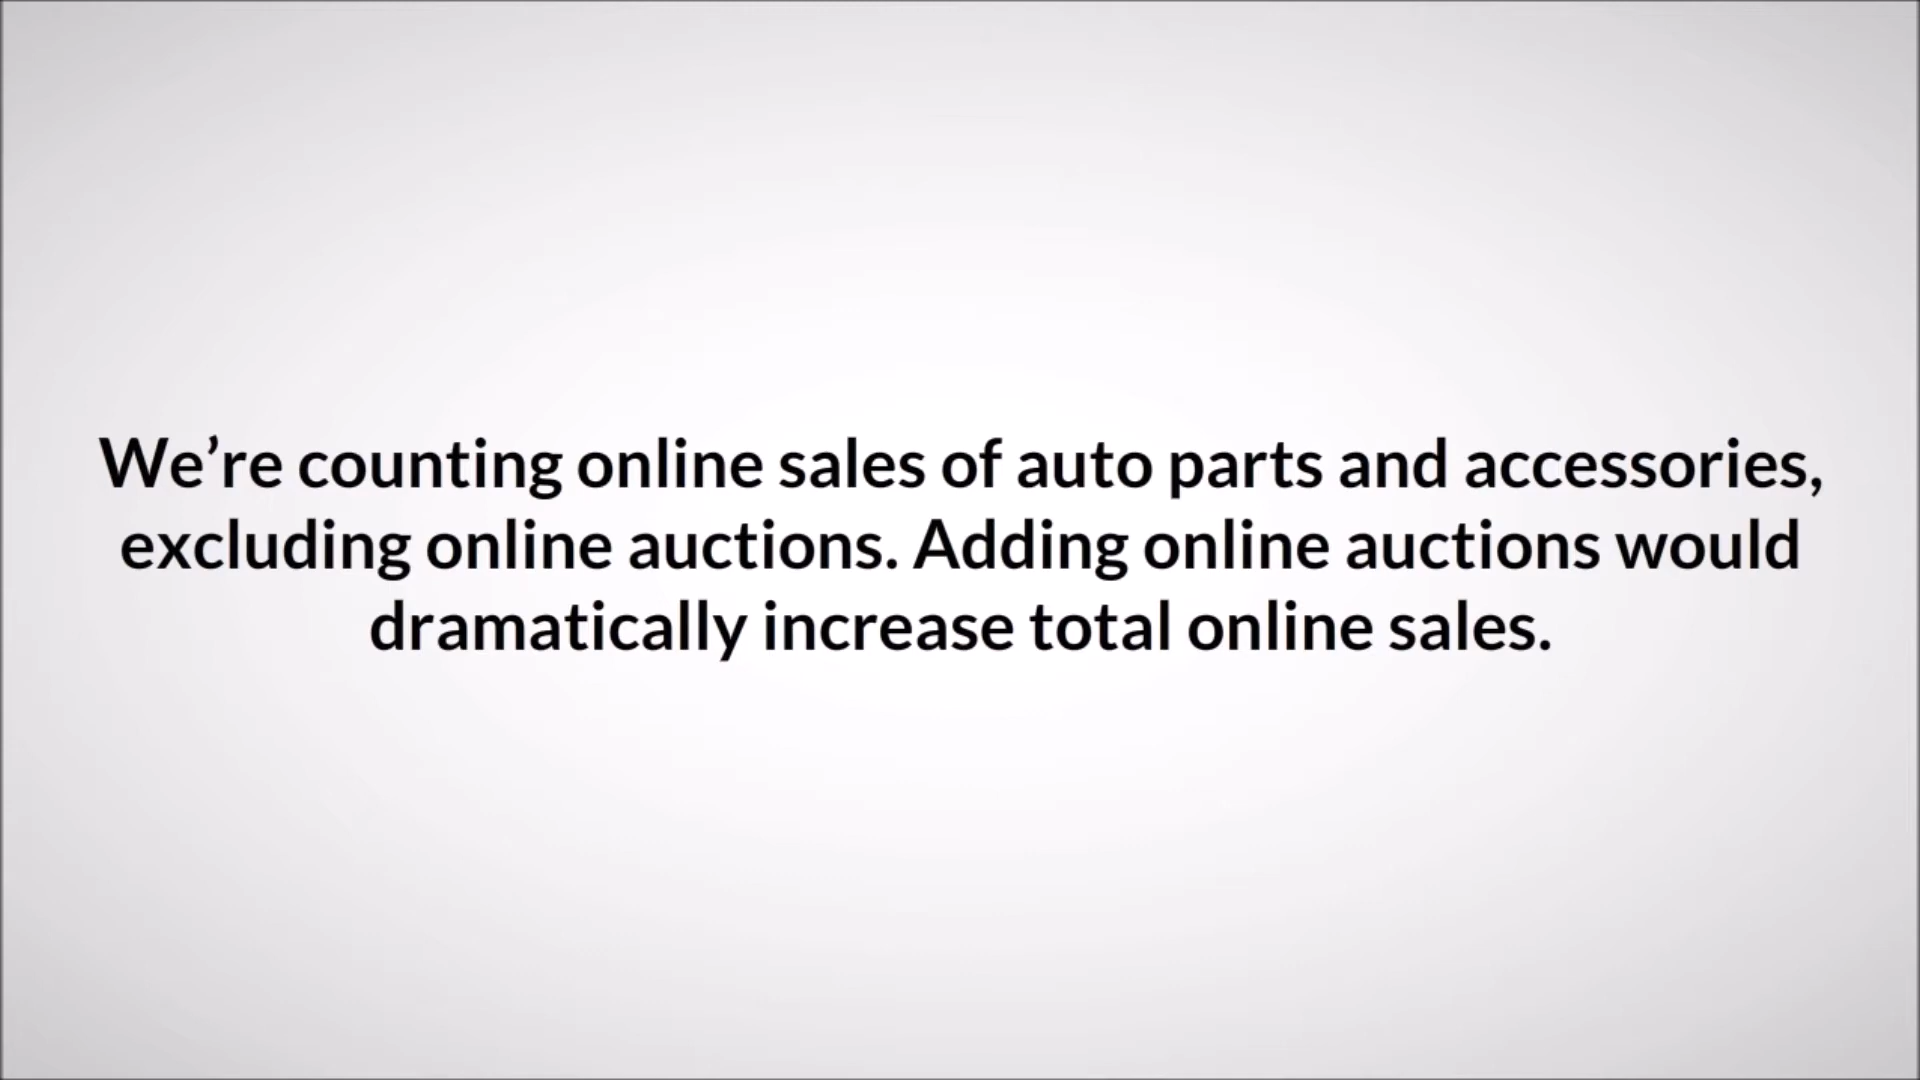 We’re counting online sales of auto parts and accessories,
excluding online auctions. Adding online auctions would
dramatically increase total online sales.